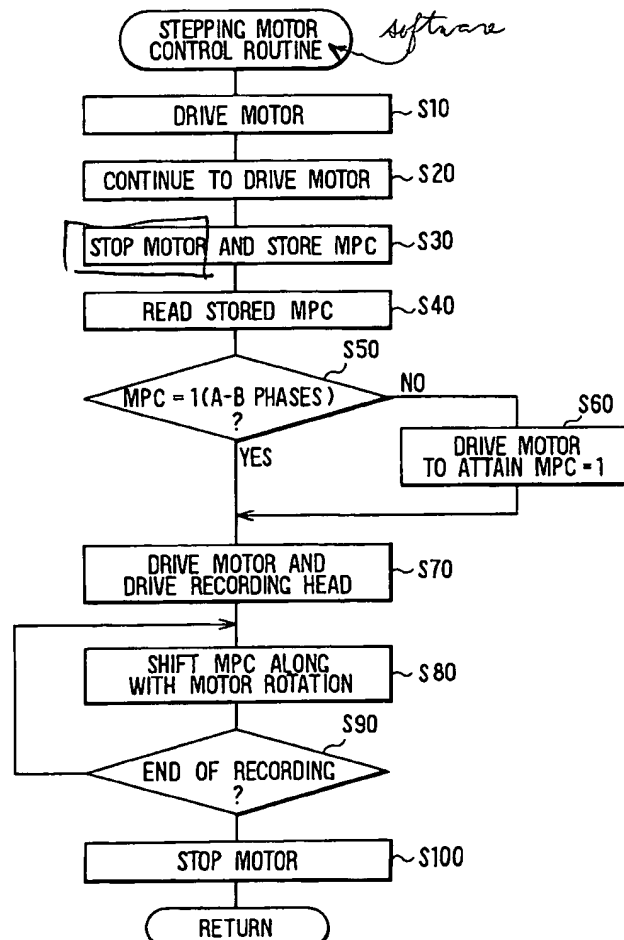 STEPPING MOTOR
CONTROL ROUTINE
software
DRIVE MOTOR
S10
CONTINUE TO DRIVE MOTOR
S20
STOP MOTOR AND STORE MPC
S30
READ STORED MPC
S40
S50
MPC = 1(A-B PHASES)
?
NO
YES
S60
DRIVE MOTOR
TO ATTAIN MPC=1
DRIVE MOTOR AND
DRIVE RECORDING HEAD
S70
SHIFT MPC ALONG
WITH MOTOR ROTATION
S80
S90
END OF RECORDING
?
STOP MOTOR
S100
RETURN